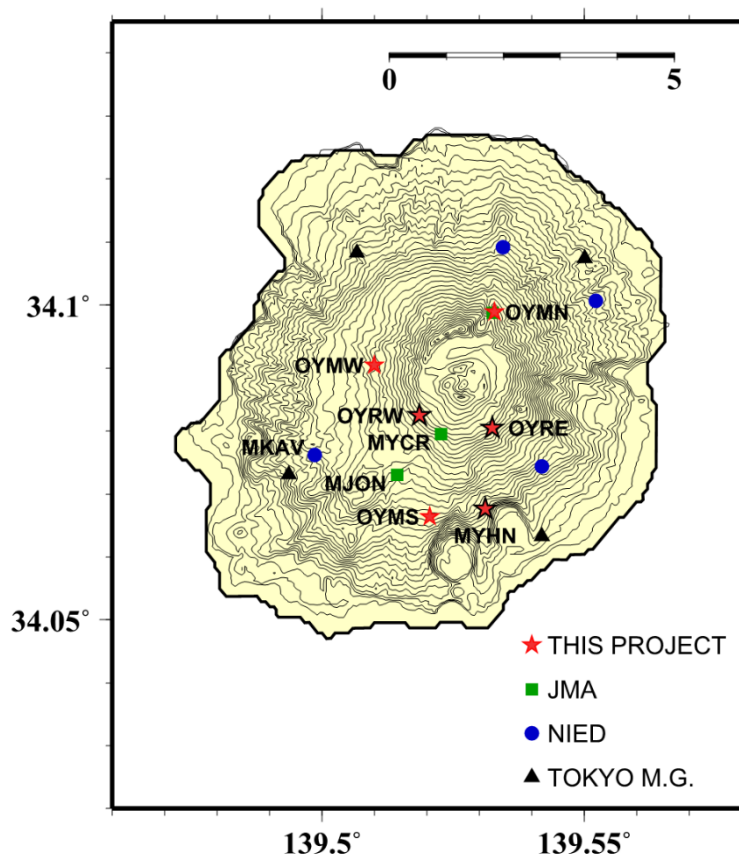 0 5
34.1°
OYMN
OYMW
OYRW
OYRE
MYCR
MKAV
MJON
OYMS
MYHN
34.05°
THIS PROJECT
JMA
NIED
TOKYO M.G.
139.5° 139.55°